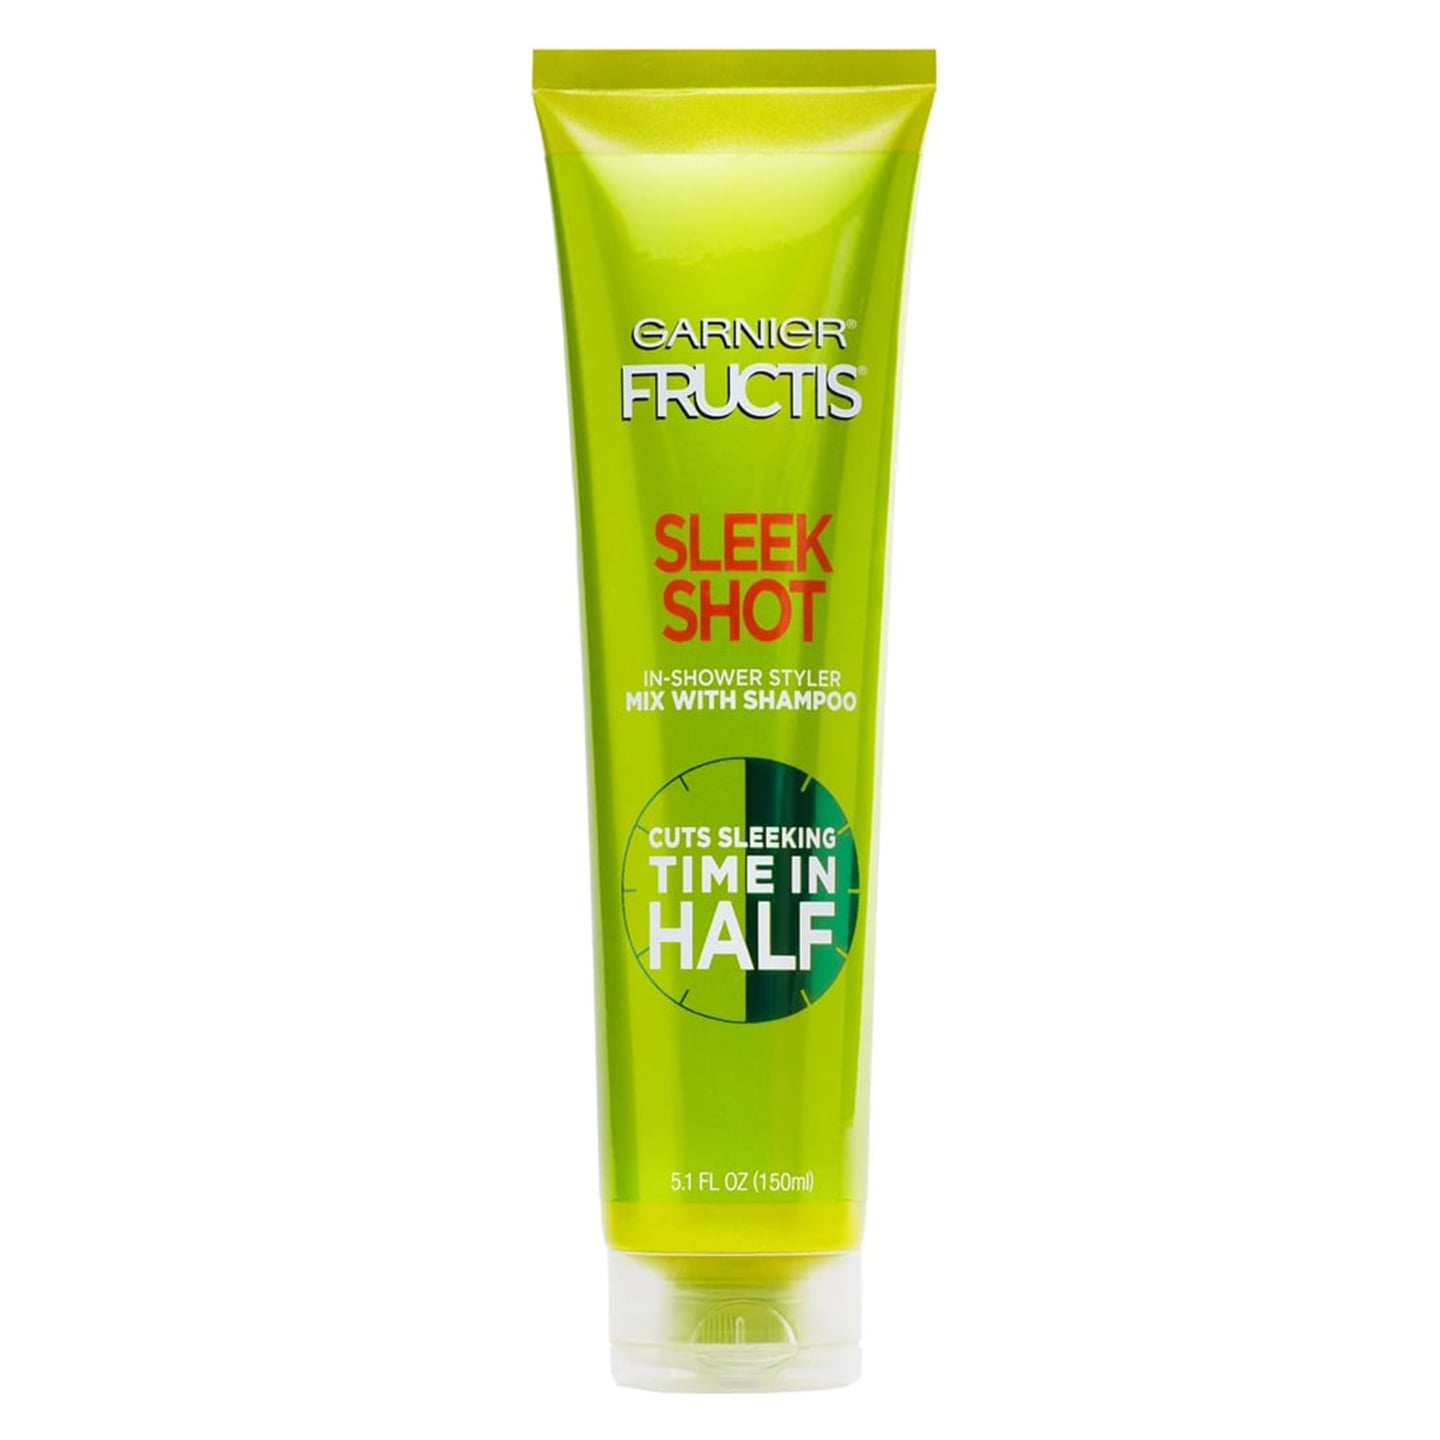 GARNIER®
FRUCTIS®
SLEEK
SHOT
IN-SHOWER STYLER
MIX WITH SHAMPOO
CUTS SLEEKING
TIME IN
HALF
5.1 FL OZ (150ml)